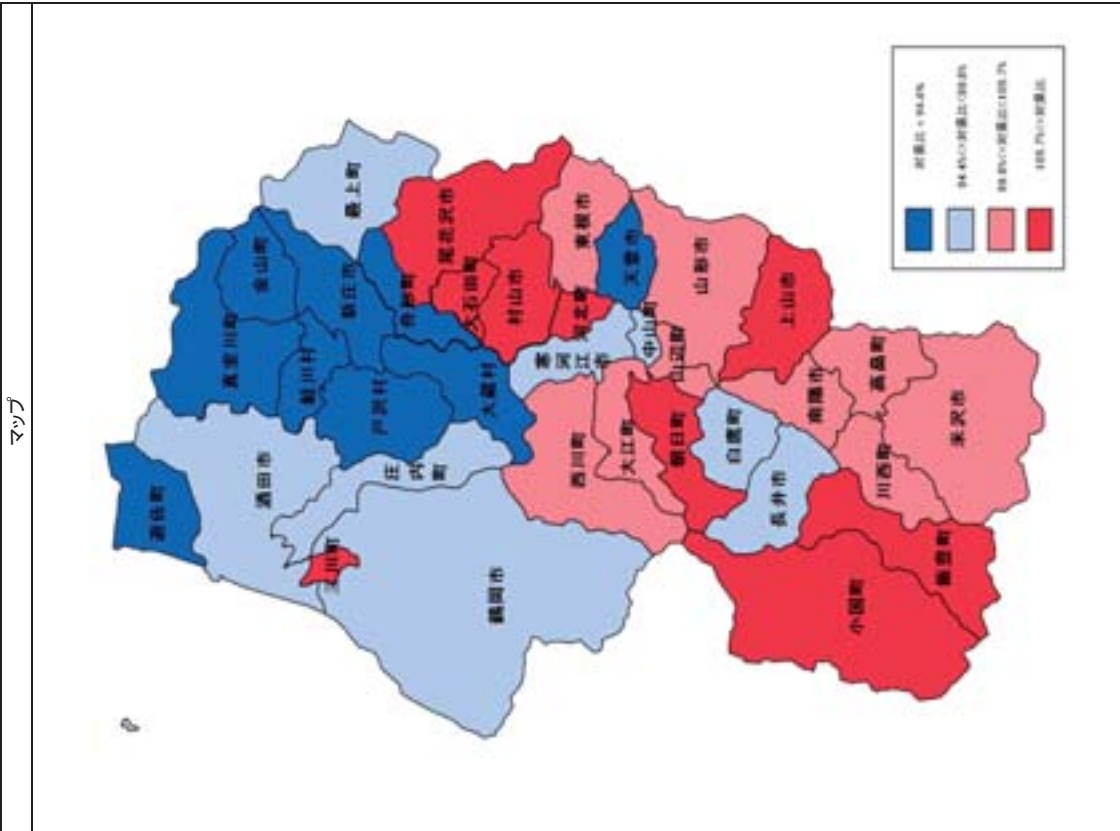 マップ
遊佐町
酒田市
真室川町
金山町
最上町
新庄市
鮭川村
戸沢村
舟形町
大蔵村
尾花沢市
大石田町
村山市
東根市
河北町
天童市
寒河江市
中山町
山辺町
山形市
上山市
庄内町
三川町
鶴岡市
西川町
大江町
朝日町
白鷹町
長井市
南陽市
高畠町
川西町
米沢市
飯豊町
小国町